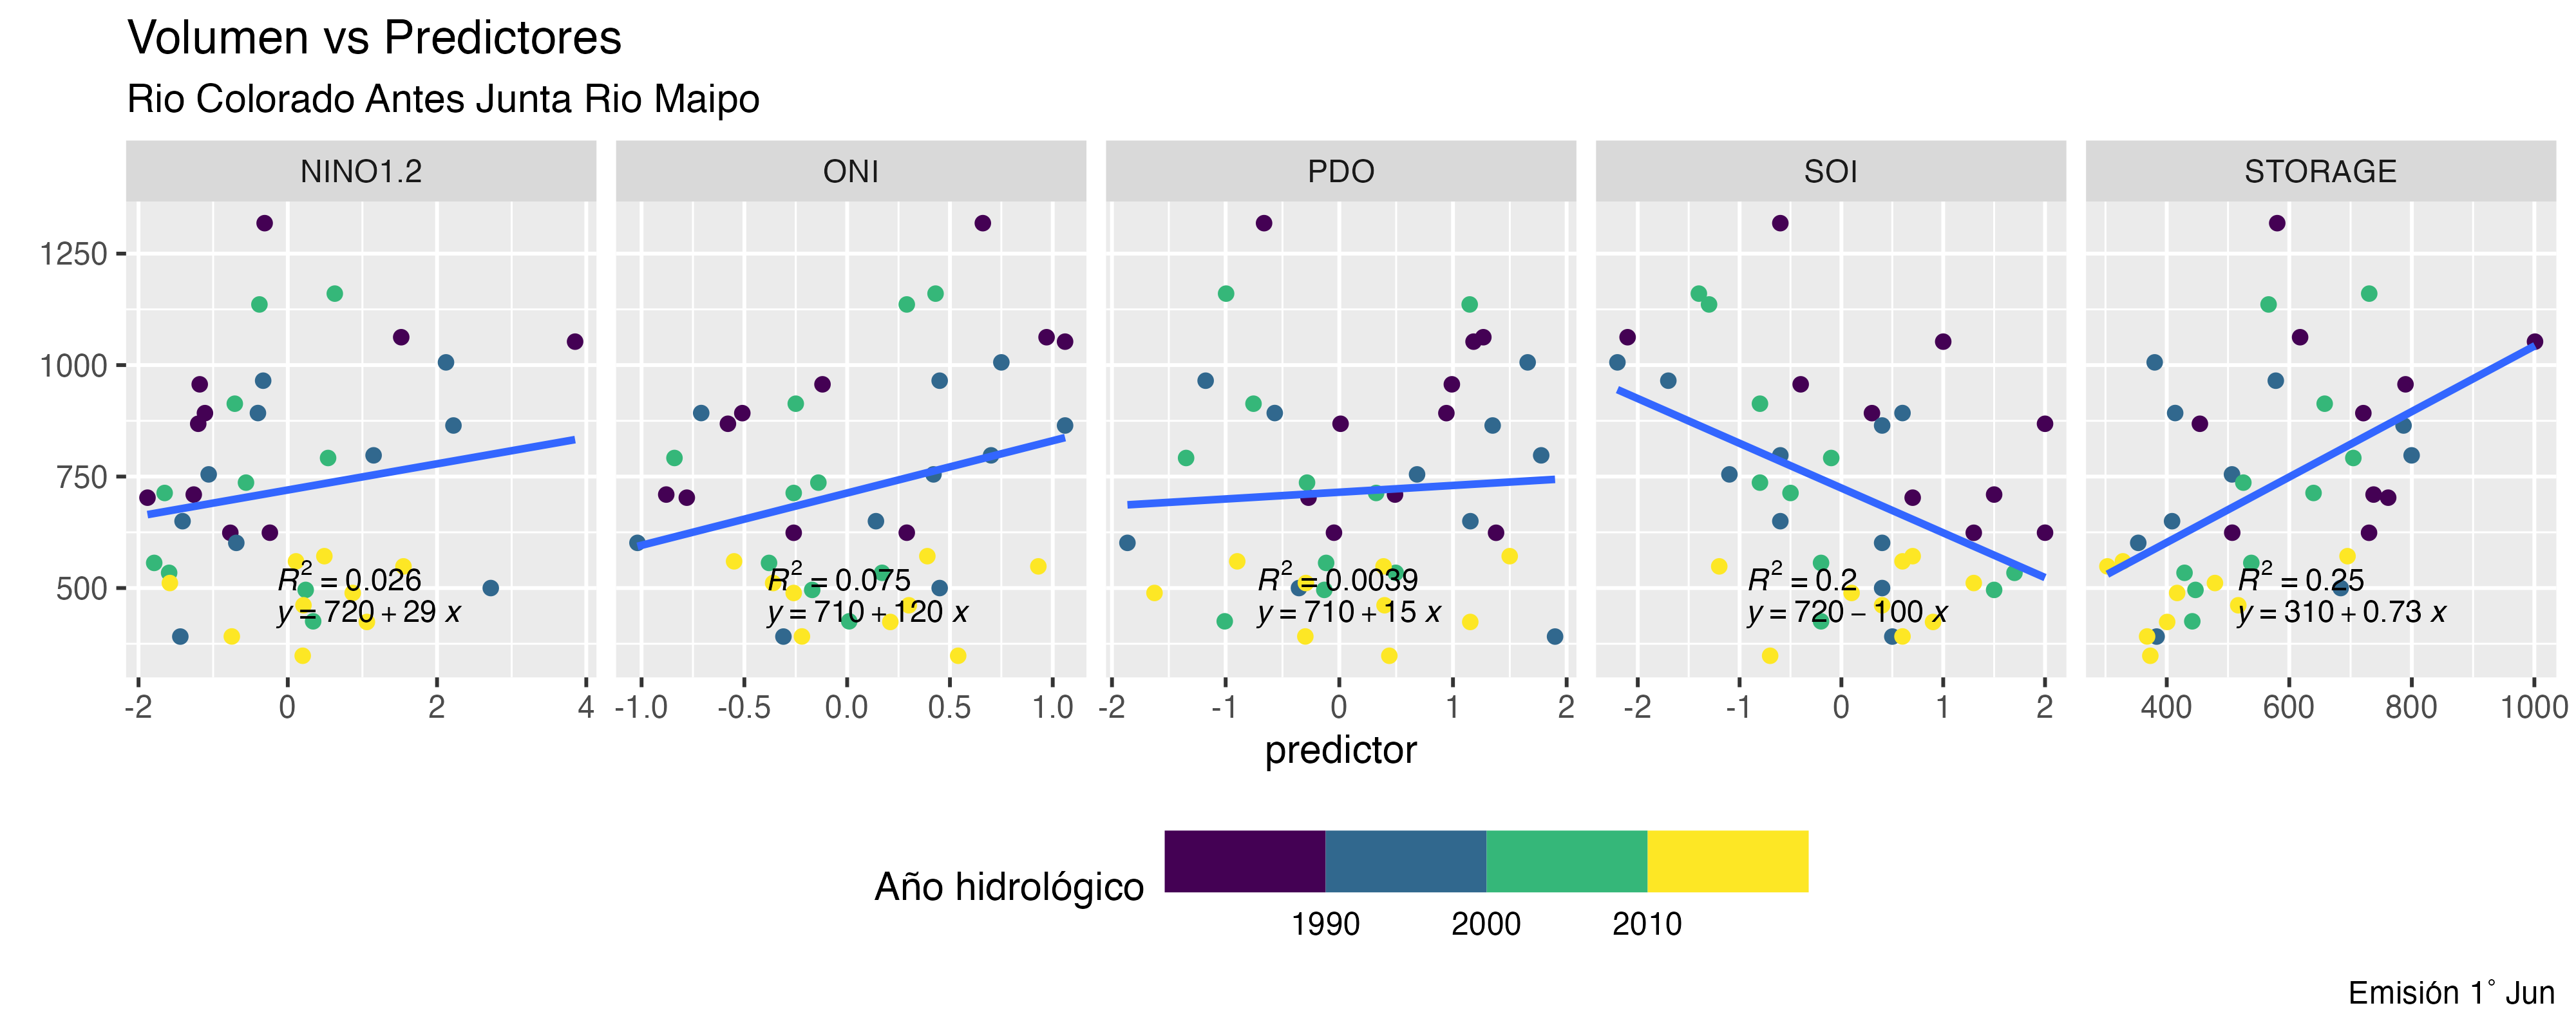 Volumen vs Predictores
Rio Colorado Antes Junta Rio Maipo
NINO1.2 ONI PDO SOI STORAGE
1250
1000
750
500
R² = 0.026
y = 720 + 29 x
R² = 0.075
y = 710 + 120 x
R² = 0.0039
y = 710 + 15 x
R² = 0.2
y = 720 − 100 x
R² = 0.25
y = 310 + 0.73 x
-2 0 2 4 -1.0 -0.5 0.0 0.5 1.0 -2 -1 0 1 2 -2 -1 0 1 2 400 600 800 1000
predictor
Año hidrológico
1990 2000 2010
Emisión 1° Jun